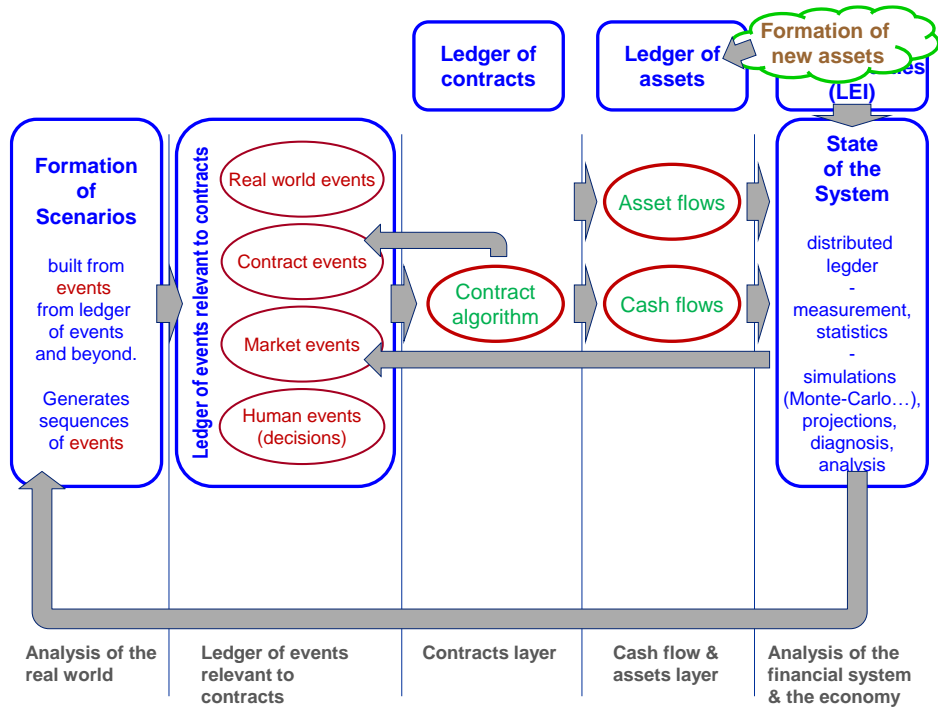 Ledger of
contracts
Ledger of
assets
Formation of
new assets
(LEI)
Formation
of
Scenarios
built from
events
from ledger
of events
and beyond.
Generates
sequences
of events
Ledger of events relevant to contracts
Real world events
Contract events
Market events
Human events
(decisions)
Contract
algorithm
Asset flows
Cash flows
State
of the
System
distributed
legder
-
measurement,
statistics
-
simulations
(Monte-Carlo…),
projections,
diagnosis,
analysis
Analysis of the
real world
Ledger of events
relevant to
contracts
Contracts layer
Cash flow &
assets layer
Analysis of the
financial system
& the economy